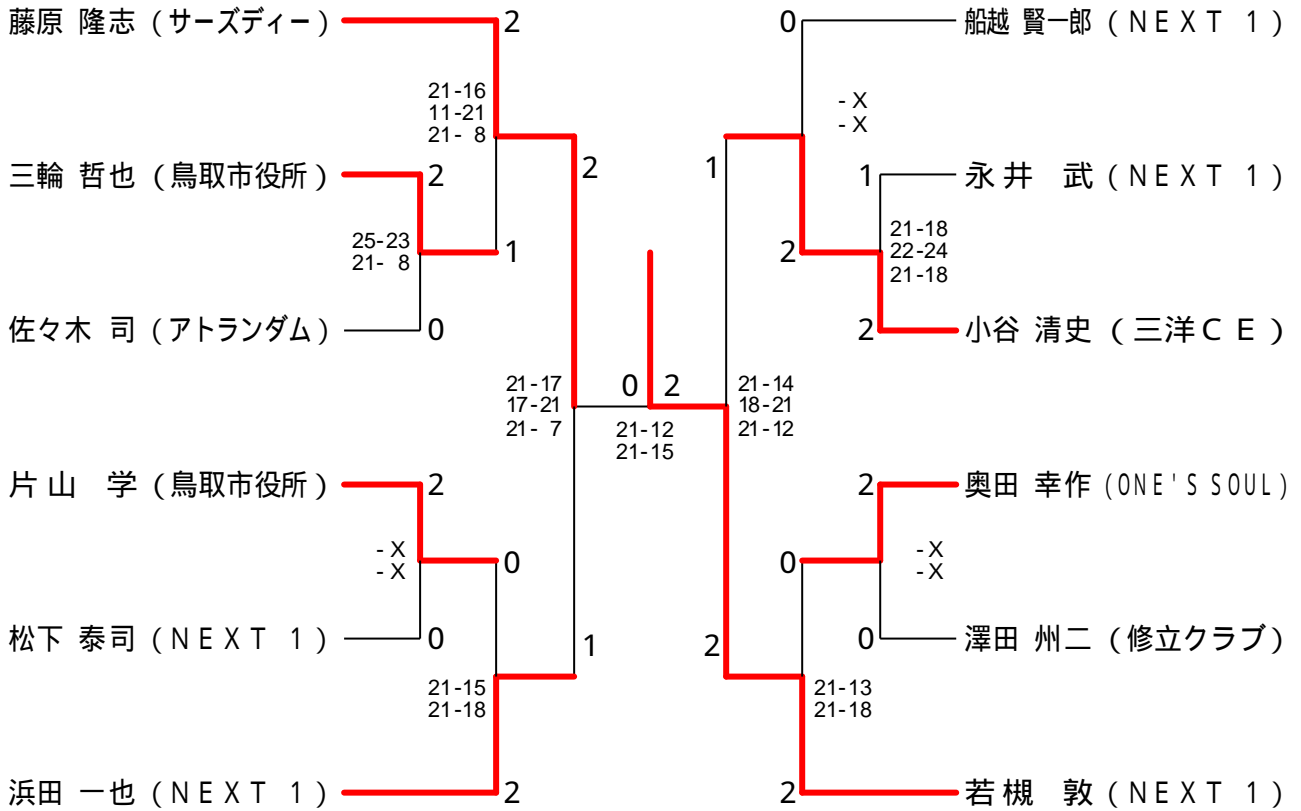 藤原 隆志 (サーズディー)
2
21-16
11-21
21- 8
三輪 哲也 (鳥取市役所)
2
25-23
21- 8
1
佐々木 司 (アトランダム)
0
2
21-17
17-21
21- 7
片山 学 (鳥取市役所)
2
- X
- X
0
松下 泰司 (NEXT 1)
0
1
21-15
21-18
浜田 一也 (NEXT 1)
2
0 2
21-12
21-15
0
船越 賢一郎 (NEXT 1)
- X
- X
1
1
永井 武 (NEXT 1)
21-18
22-24
21-18
2
2
小谷 清史 (三洋CE)
21-14
18-21
21-12
2
奥田 幸作 (ONE'S SOUL)
0
- X
- X
0
澤田 州二 (修立クラブ)
2
21-13
21-18
2
若槻 敦 (NEXT 1)